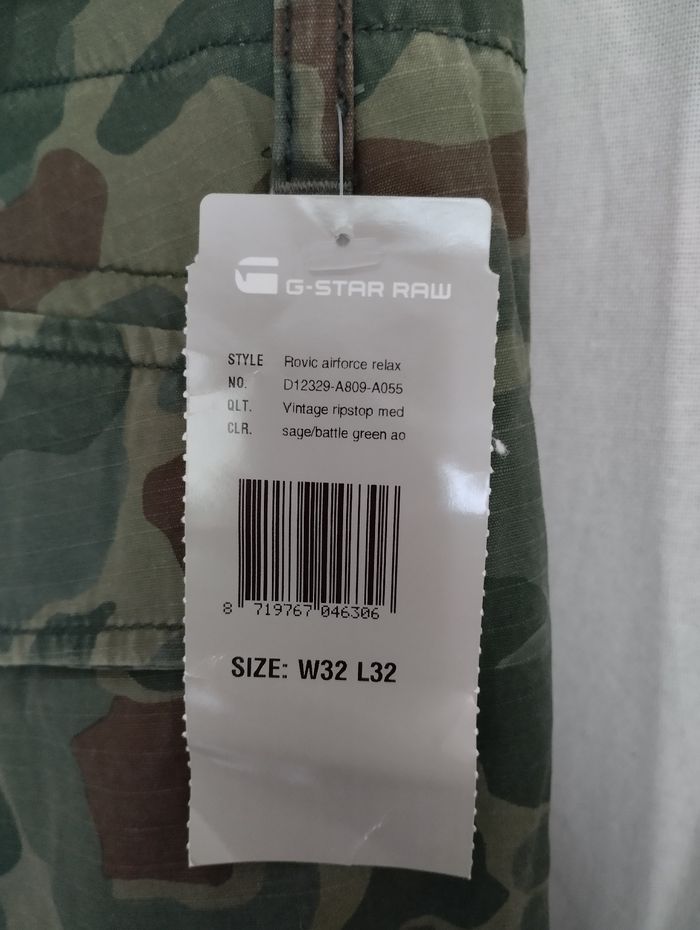 G-STAR RAW
STYLE Rovic airforce relax
NO. D12329-A809-A055
QLT. Vintage ripstop med
CLR. sage/battle green ao
8 719767 046306
SIZE: W32 L32